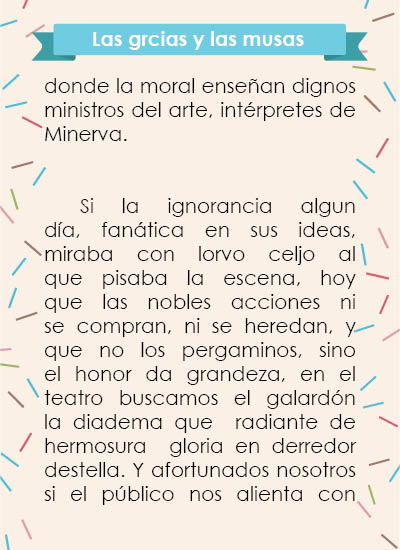 Las grcias y las musas
donde la moral enseñan dignos
ministros del arte, intérpretes de
Minerva.
Si la ignorancia algun
día, fanática en sus ideas,
miraba con lorvo celjo al
que pisaba la escena, hoy
que las nobles acciones ni
se compran, ni se heredan, y
que no los pergaminos, sino
el honor da grandeza, en el
teatro buscamos el galardón
la diadema que radiante de
hermosura gloria en derredor
destella. Y afortunados nosotros
si el público nos alienta con